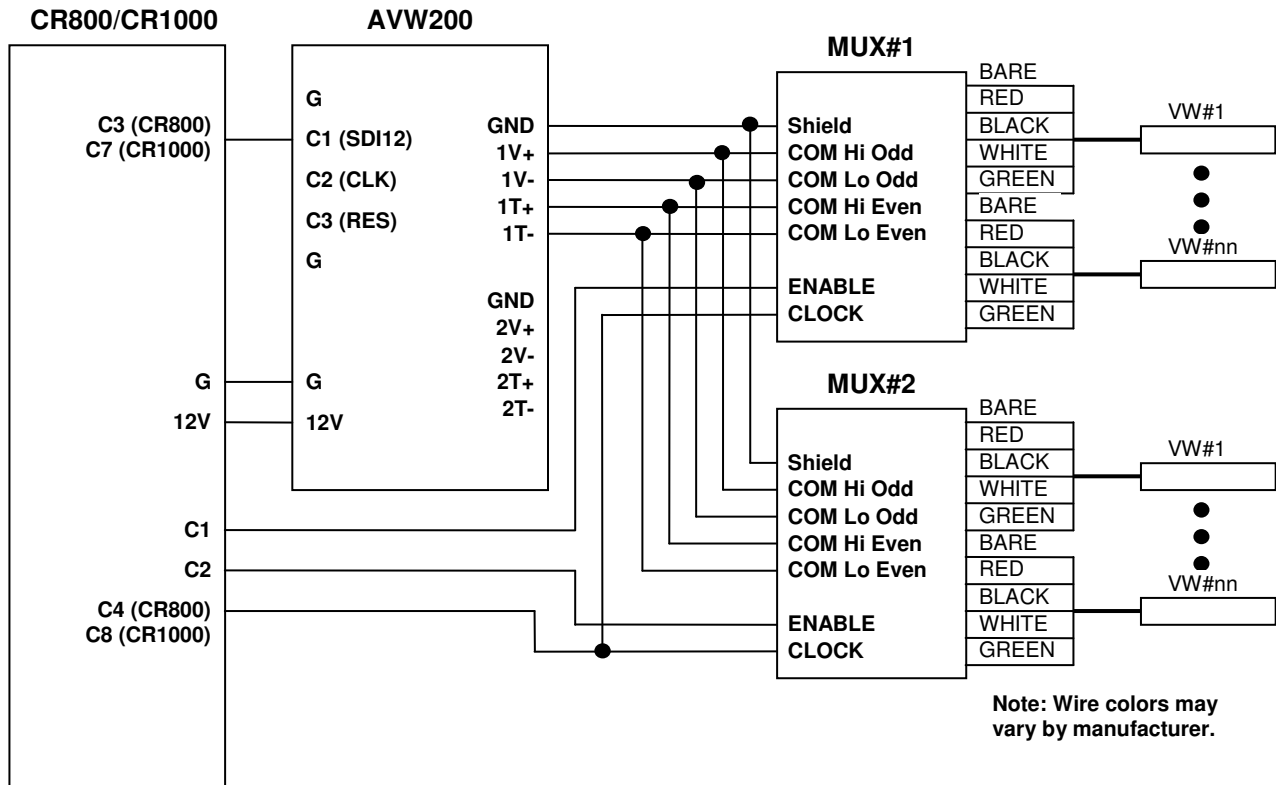 CR800/CR1000
C3 (CR800)
C7 (CR1000)
G
12V
C1
C2
C4 (CR800)
C8 (CR1000)
AVW200
G
C1 (SDI12)
C2 (CLK)
C3 (RES)
G
G
12V
GND
1V+
1V-
1T+
1T-
GND
2V+
2V-
2T+
2T-
MUX#1
Shield
COM Hi Odd
COM Lo Odd
COM Hi Even
COM Lo Even
ENABLE
CLOCK
BARE
RED
BLACK
WHITE
GREEN
BARE
RED
BLACK
WHITE
GREEN
VW#1
VW#nn
MUX#2
Shield
COM Hi Odd
COM Lo Odd
COM Hi Even
COM Lo Even
ENABLE
CLOCK
BARE
RED
BLACK
WHITE
GREEN
BARE
RED
BLACK
WHITE
GREEN
VW#1
VW#nn
Note: Wire colors may
vary by manufacturer.